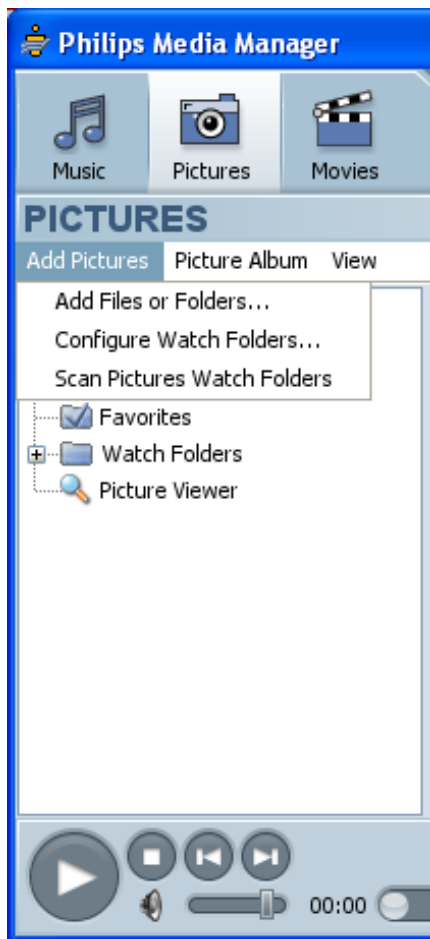 Philips Media Manager
Music Pictures Movies
PICTURES
Add Pictures Picture Album View
Add Files or Folders...
Configure Watch Folders...
Scan Pictures Watch Folders
Favorites
Watch Folders
Picture Viewer
00:00